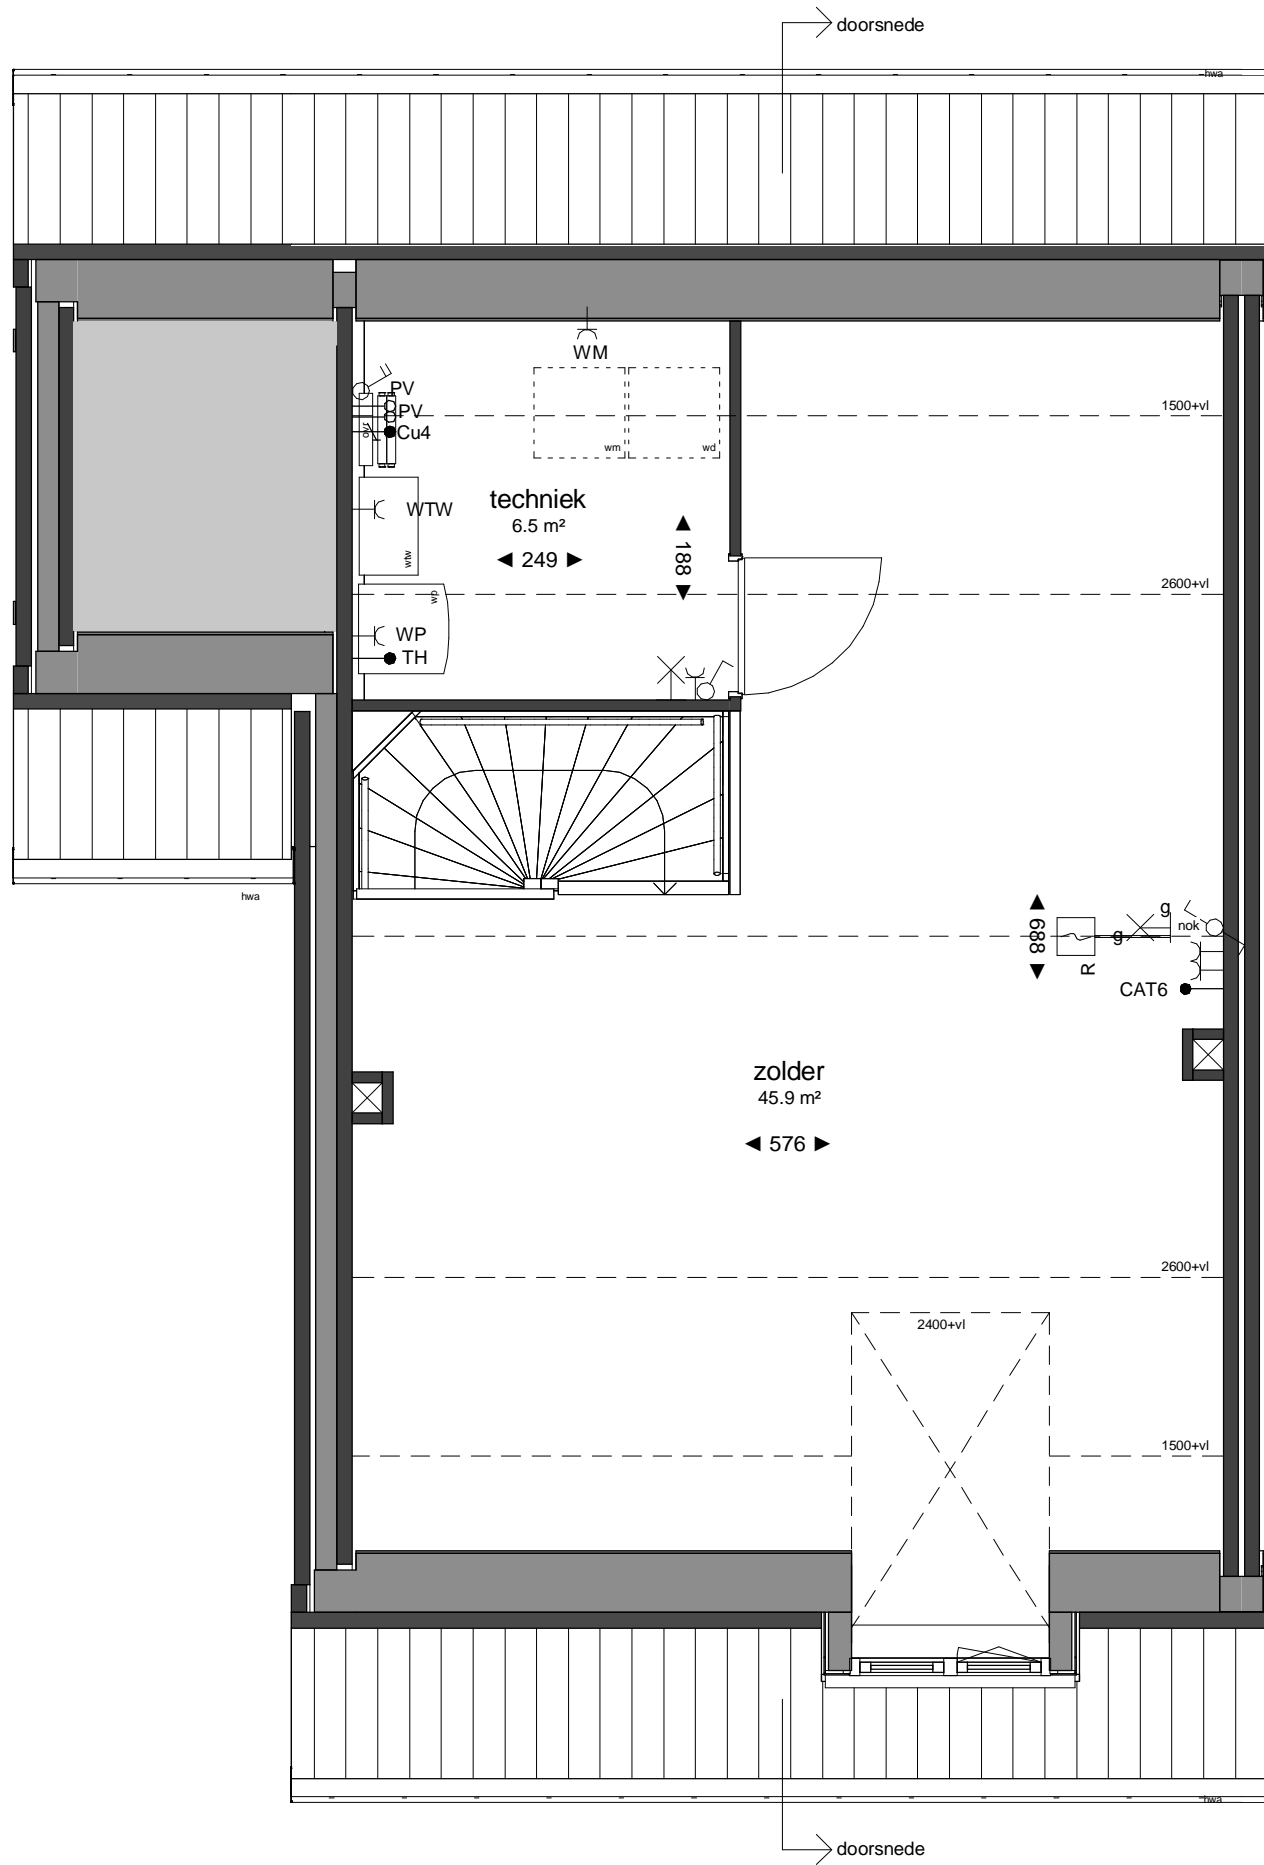 doorsnede
hwa
WM
PV
PV
Cu4
1500+vl
wm
wd
techniek
6.5 m²
WTW
wtw
249
188
2600+vl
wp
WP
TH
hwa
g
nok
g
689
R
CAT6
zolder
45.9 m²
576
2600+vl
2400+vl
1500+vl
hwa
doorsnede